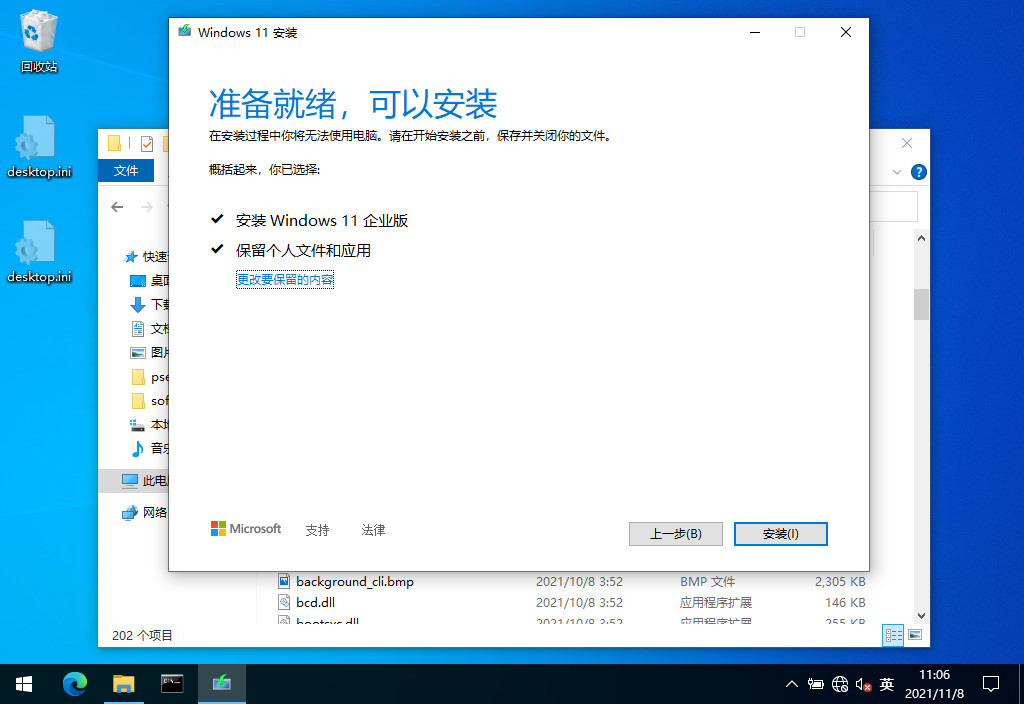 回收站
desktop.ini
desktop.ini
Windows 11 安装
准备就绪，可以安装
在安装过程中你将无法使用电脑。请在开始安装之前，保存并关闭你的文件。
概括起来，你已选择:
安装 Windows 11 企业版
保留个人文件和应用
更改要保留的内容
Microsoft
支持
法律
上一步(B)
安装(I)
文件
快速
桌面
下载
文档
图片
pse
sof
本地
音乐
此电脑
网络
background_cli.bmp 2021/10/8 3:52 BMP 文件 2,305 KB
bcd.dll 2021/10/8 3:52 应用程序扩展 146 KB
bootsvc.dll 2021/10/8 3:52 应用程序扩展 255 KB
202 个项目
英
11:06
2021/11/8